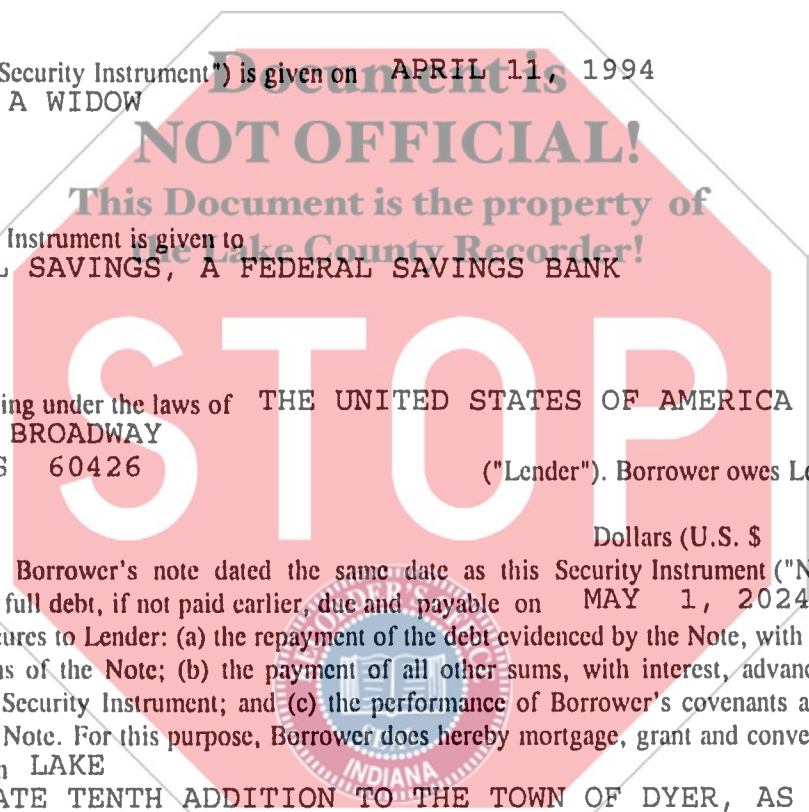 Security Instrument") is given on APRIL 11, 1994
Document is
A WIDOW
NOT OFFICIAL!
This Document is the property of
Instrument is given to
the Lake County Recorder!
L SAVINGS, A FEDERAL SAVINGS BANK
STOP
ing under the laws of THE UNITED STATES OF AMERICA
BROADWAY
S 60426 ("Lender"). Borrower owes Le
Dollars (U.S. $
Borrower's note dated the same date as this Security Instrument ("N
full debt, if not paid earlier, due and payable on MAY 1, 2024
ures to Lender: (a) the repayment of the debt evidenced by the Note, with
ns of the Note; (b) the payment of all other sums, with interest, advanc
Security Instrument; and (c) the performance of Borrower's covenants a
Note. For this purpose, Borrower does hereby mortgage, grant and conve
n LAKE
INDIANA
ATE TENTH ADDITION TO THE TOWN OF DYER, AS